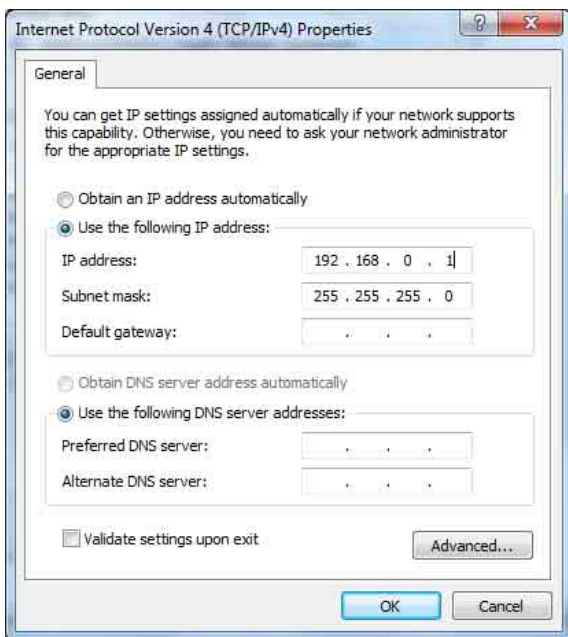 Internet Protocol Version 4 (TCP/IPv4) Properties
General
You can get IP settings assigned automatically if your network supports
this capability. Otherwise, you need to ask your network administrator
for the appropriate IP settings.
Obtain an IP address automatically
Use the following IP address:
IP address: 192 . 168 . 0 . 1
Subnet mask: 255 . 255 . 255 . 0
Default gateway: . . .
Obtain DNS server address automatically
Use the following DNS server addresses:
Preferred DNS server: . . .
Alternate DNS server: . . .
Validate settings upon exit
Advanced...
OK Cancel